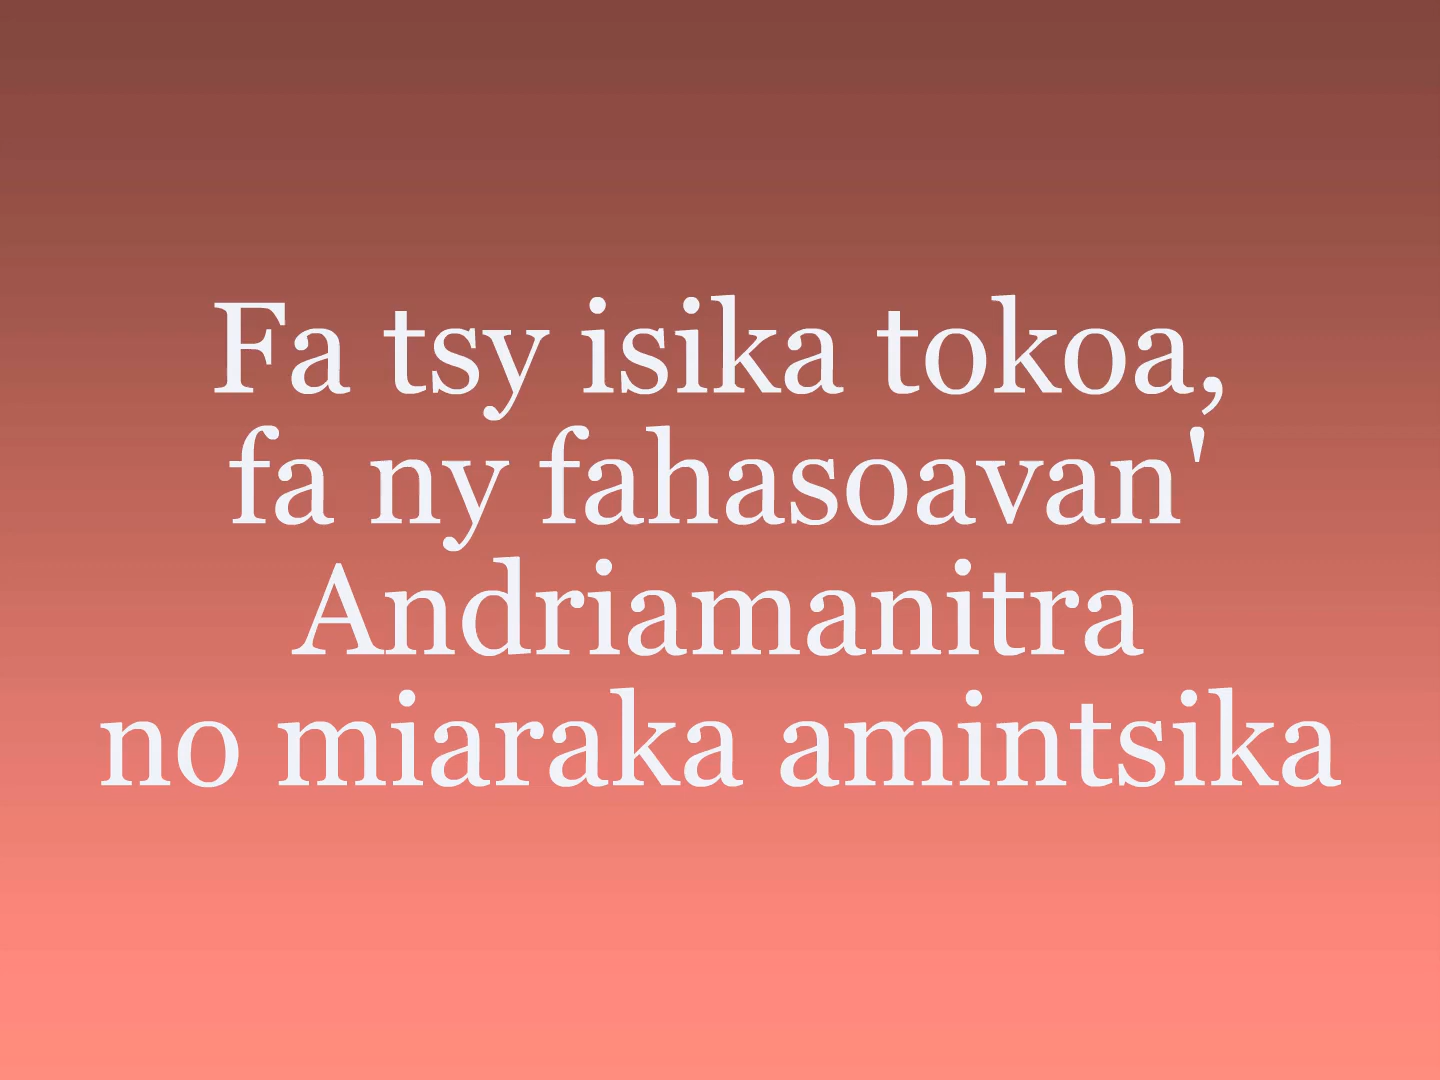 Fa tsy isika tokoa,
fa ny fahasoavan'
Andriamanitra
no miaraka amintsika